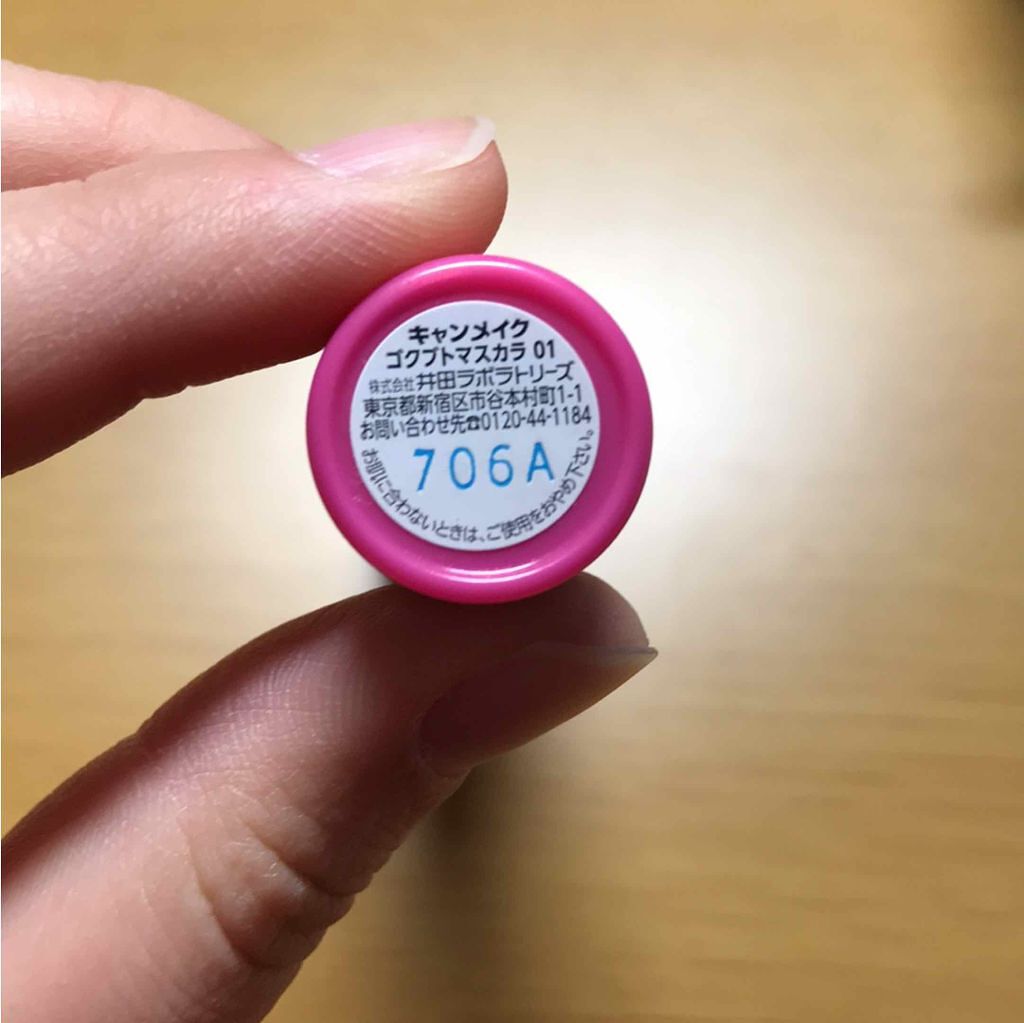 キャンメイク
ゴクブトマスカラ 01
株式会社 井田ラボラトリーズ
東京都新宿区市谷本村町1-1
お問い合わせ先☎0120-44-1184
706A
お肌に合わないときは、ご使用をおやめ下さい。